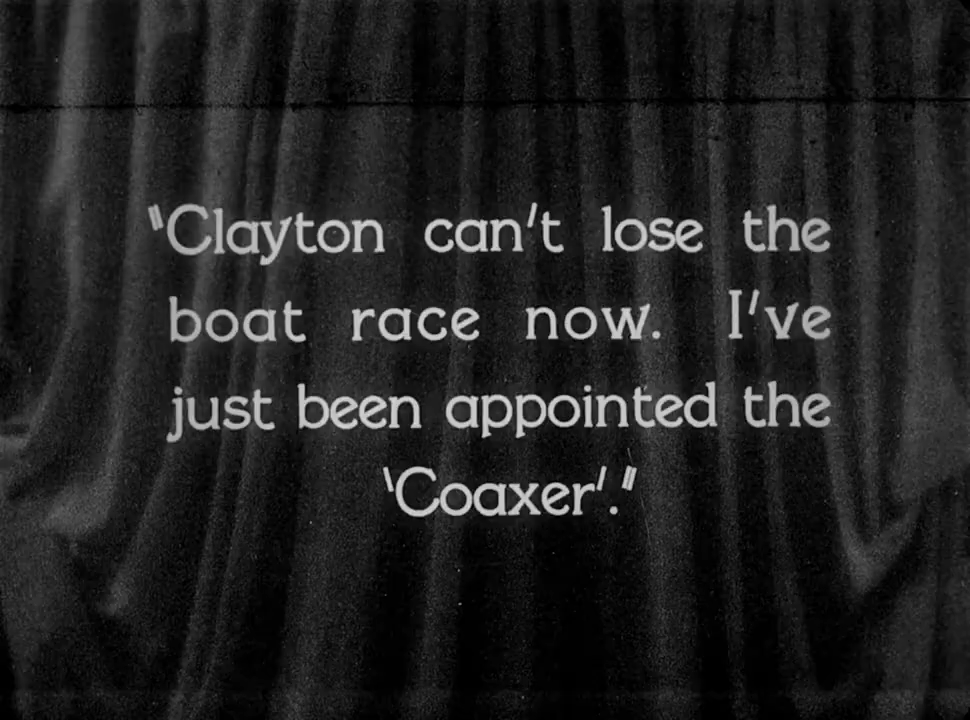 "Clayton can't lose the
boat race now. I've
just been appointed the
'Coaxer'."